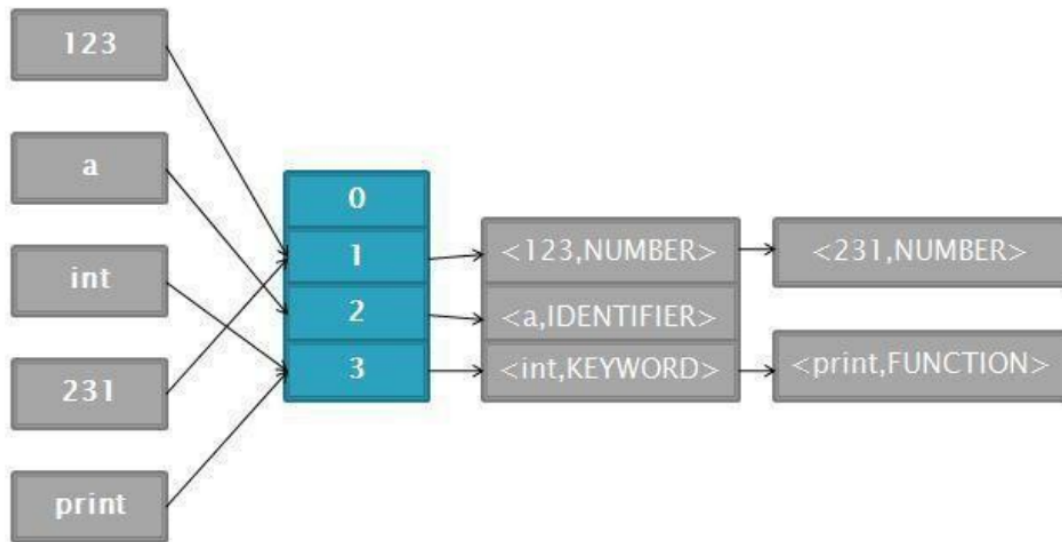 123
a
int
231
print
0
1
2
3
<123,NUMBER>
<a,IDENTIFIER>
<int,KEYWORD>
<231,NUMBER>
<print,FUNCTION>